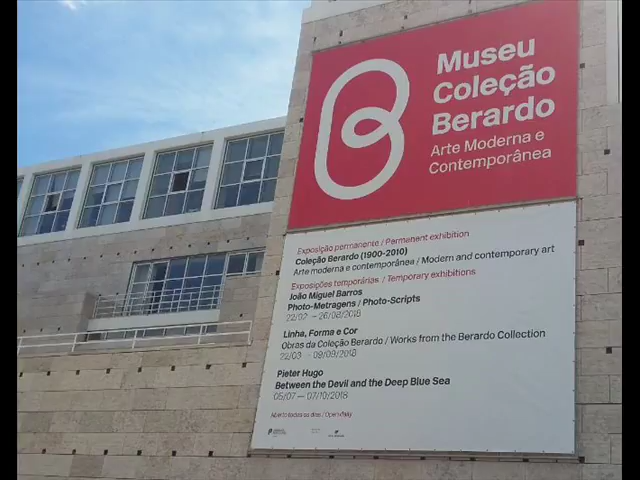 Museu
Coleção
Berardo
Arte Moderna e
Contemporânea
Exposição permanente / Permanent exhibition
Coleção Berardo (1900-2010)
Arte moderna e contemporânea / Modern and contemporary art
Exposições temporárias / Temporary exhibitions
João Miguel Barros
Photo-Metragens / Photo-Scripts
22/02 — 26/08/2018
Linha, Forma e Cor
Obras da Coleção Berardo / Works from the Berardo Collection
22/03 — 09/09/2018
Pieter Hugo
Between the Devil and the Deep Blue Sea
05/07 — 07/10/2018
Aberto todos os dias / Open daily